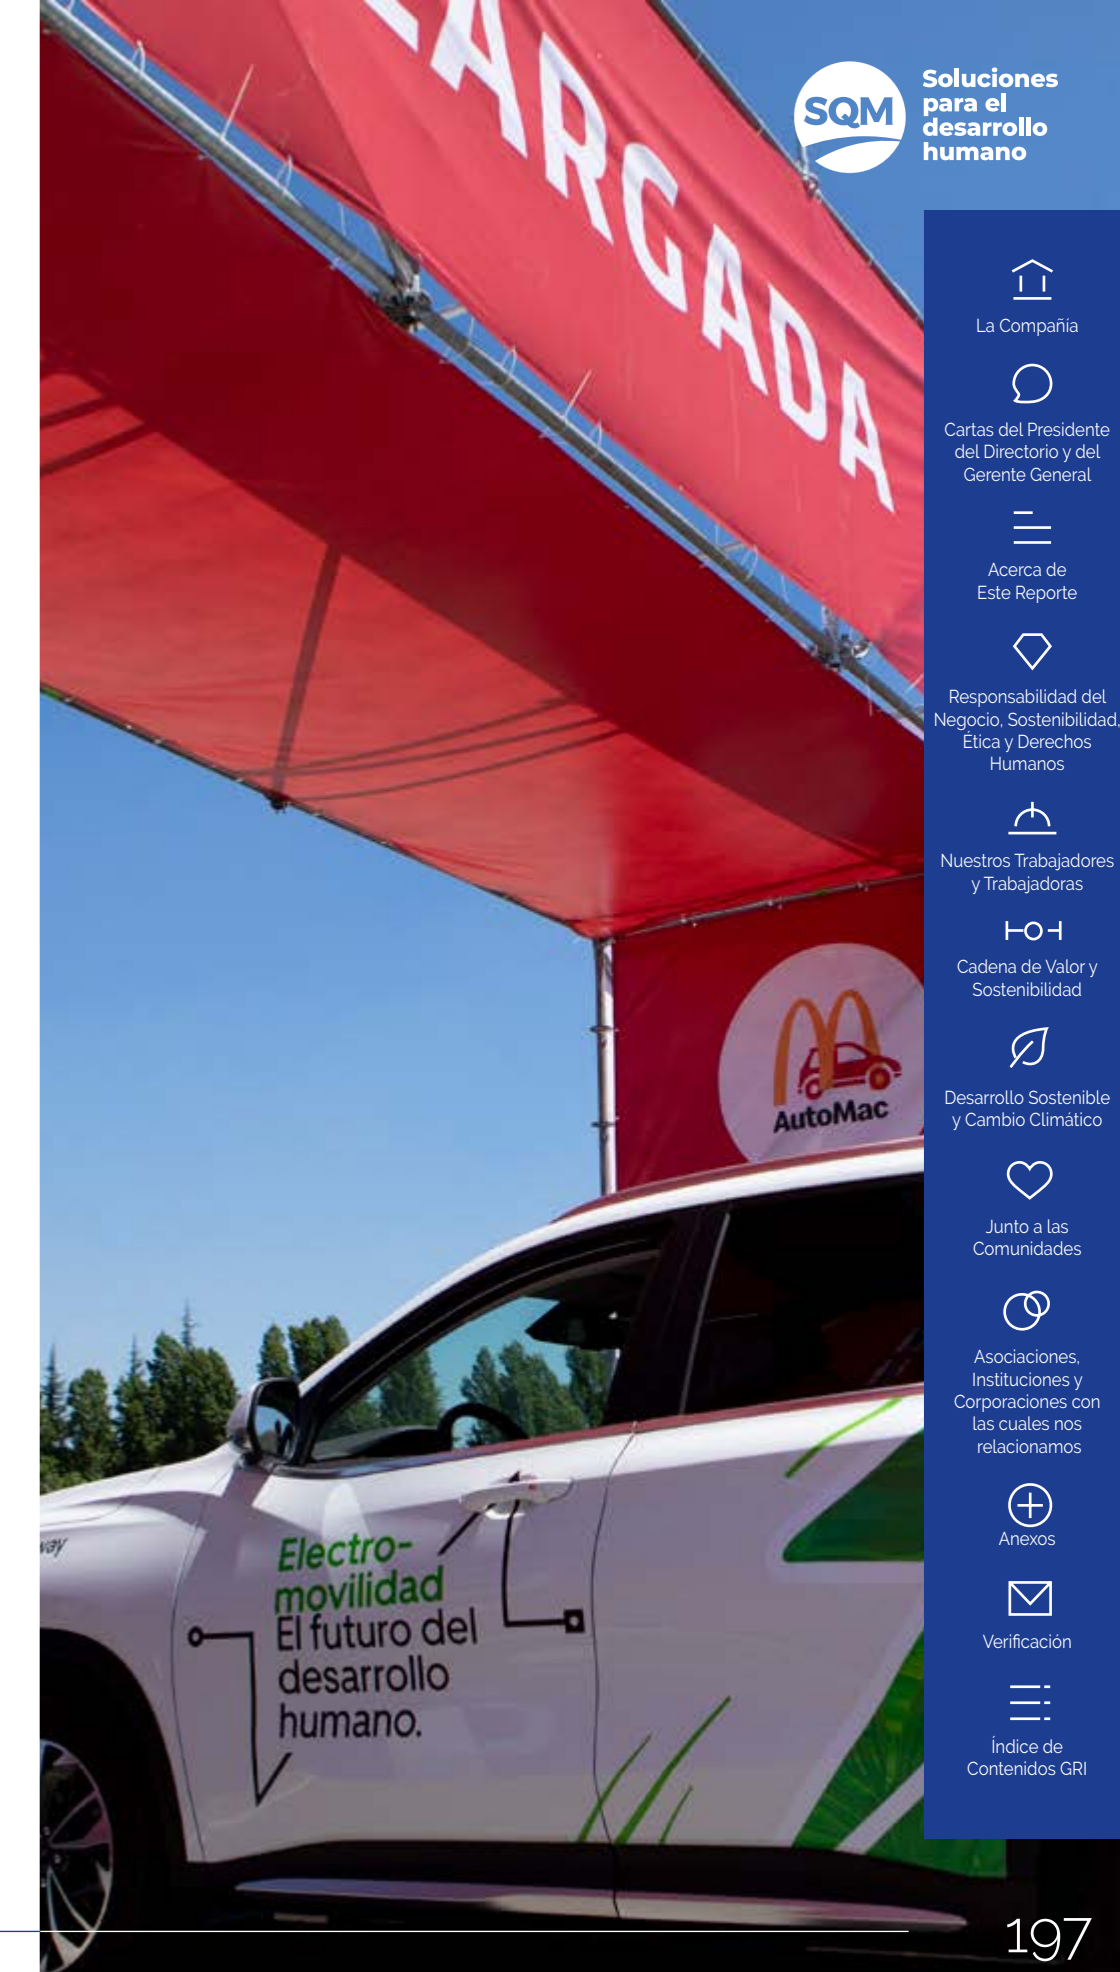 LARGADA
SQM
Soluciones
para el
desarrollo
humano
La Compañía
Cartas del Presidente
del Directorio y del
Gerente General
Acerca de
Este Reporte
Responsabilidad del
Negocio, Sostenibilidad,
Ética y Derechos
Humanos
Nuestros Trabajadores
y Trabajadoras
Cadena de Valor y
Sostenibilidad
Desarrollo Sostenible
y Cambio Climático
Junto a las
Comunidades
Asociaciones,
Instituciones y
Corporaciones con
las cuales nos
relacionamos
Anexos
Verificación
Índice de
Contenidos GRI
AutoMac
way
Electro-
movilidad
El futuro del
desarrollo
humano.
197